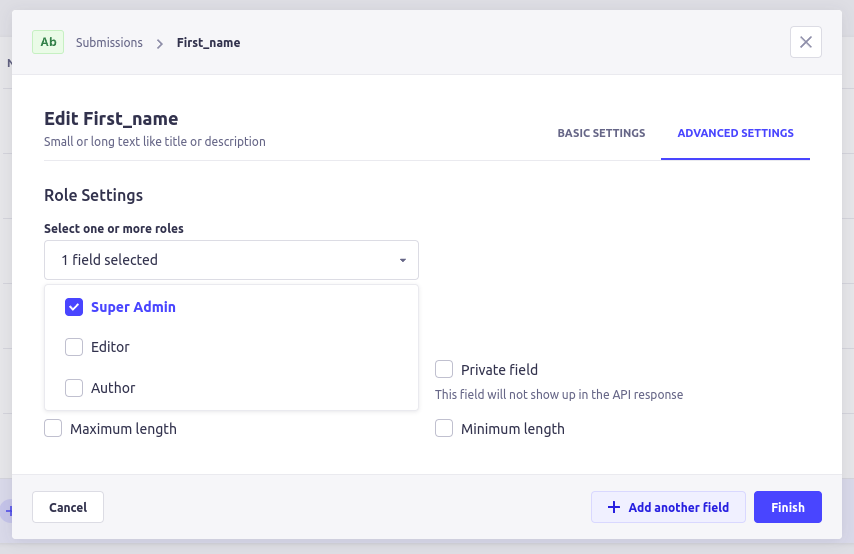 Ab Submissions First_name
Edit First_name
Small or long text like title or description
BASIC SETTINGS
ADVANCED SETTINGS
Role Settings
Select one or more roles
1 field selected
Super Admin
Editor
Author
Private field
This field will not show up in the API response
Maximum length
Minimum length
Cancel
Add another field
Finish